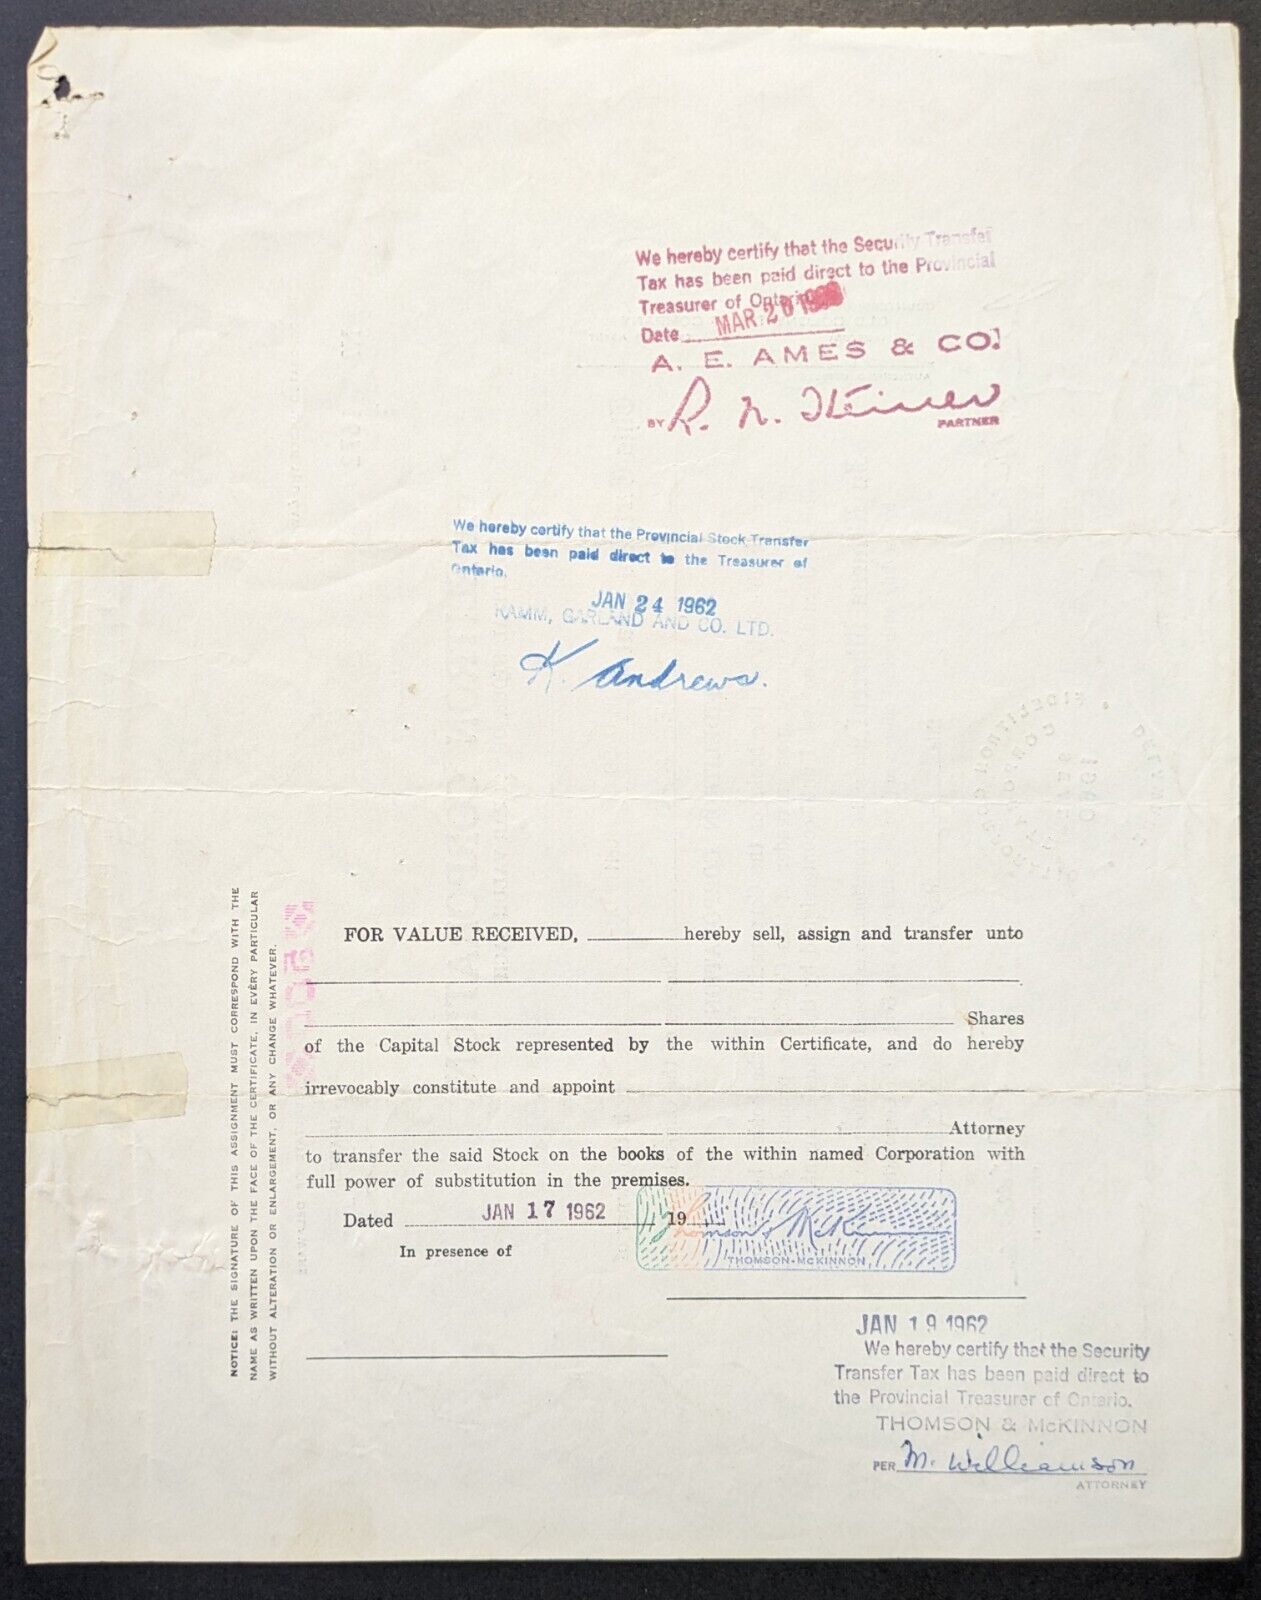 We hereby certify that the Security Transfer
Tax has been paid direct to the Provincial
Treasurer of Ontario
Date MAR 20
A. E. AMES & CO.
BY R. N.
PARTNER
We hereby certify that the Provincial Stock Transfer
Tax has been paid direct to the Treasurer of
Ontario.
JAN 24 1962
RAMM, GARLAND AND CO. LTD.
K. Andrews.
NOTICE: THE SIGNATURE OF THIS ASSIGNMENT MUST CORRESPOND WITH THE
NAME AS WRITTEN UPON THE FACE OF THE CERTIFICATE, IN EVERY PARTICULAR
WITHOUT ALTERATION OR ENLARGEMENT, OR ANY CHANGE WHATEVER.
FOR VALUE RECEIVED, hereby sell, assign and transfer unto
Shares
of the Capital Stock represented by the within Certificate, and do hereby
irrevocably constitute and appoint
Attorney
to transfer the said Stock on the books of the within named Corporation with
full power of substitution in the premises.
Dated JAN 17 1962 19
Thomson & McKinnon
THOMSON-McKINNON
In presence of
JAN 19 1962
We hereby certify that the Security
Transfer Tax has been paid direct to
the Provincial Treasurer of Ontario.
THOMSON & McKINNON
PER M. Williamson
ATTORNEY